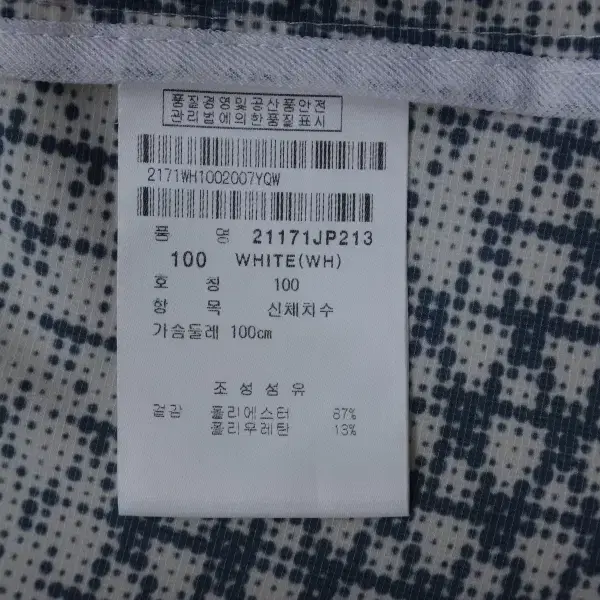 품질경영및공산품안전
관리법에의한품질표시
2171WH1002007YQW
품 명 21171JP213
100 WHITE(WH)
호 칭 100
항 목 신체치수
가슴둘레 100㎝
조성섬유
겉감 폴리에스터 87%
폴리우레탄 13%